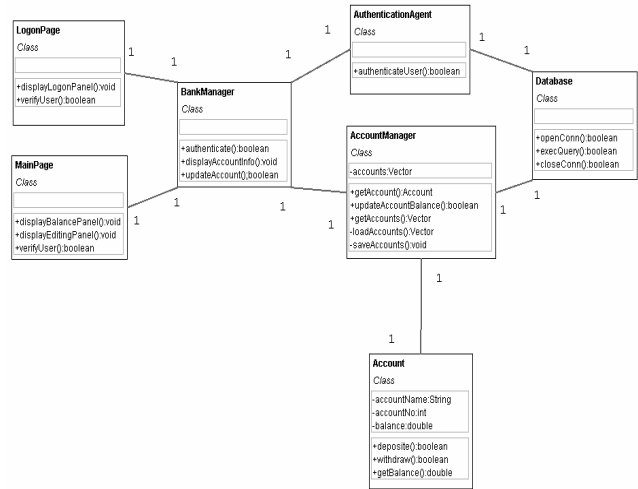 LogonPage
Class
+displayLogonPanel():void
+verifyUser():boolean
1
1
BankManager
Class
+authenticate():boolean
+displayAccountInfo():void
+updateAccount();boolean
1
1
AuthenticationAgent
Class
+authenticateUser():boolean
1
1
Database
Class
+openConn():boolean
+execQuery():boolean
+closeConn():boolean
MainPage
Class
+displayBalancePanel():void
+displayEditingPanel():void
+verifyUser():boolean
1
1
1
1
AccountManager
Class
-accounts:Vector
+getAccount():Account
+updateAccountBalance():boolean
+getAccounts():Vector
-loadAccounts():Vector
-saveAccounts():void
1
1
1
1
Account
Class
-accountName:String
-accountNo:int
-balance:double
+deposite():boolean
+withdraw():boolean
+getBalance():double